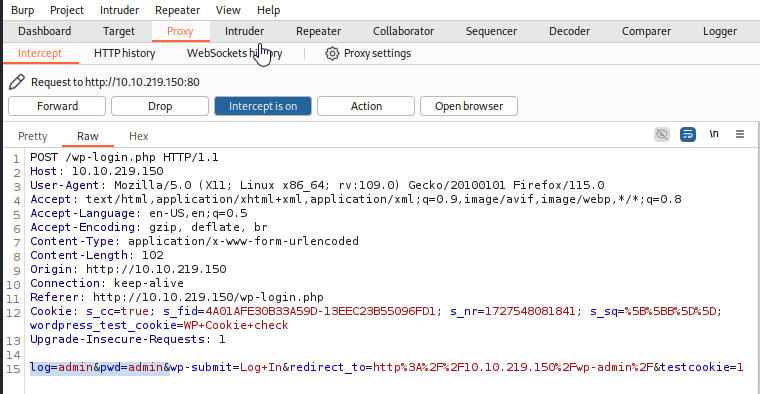 Burp Project Intruder Repeater View Help
Dashboard Target Proxy Intruder Repeater Collaborator Sequencer Decoder Comparer Logger
Intercept HTTP history WebSockets history Proxy settings
Request to http://10.10.219.150:80
Forward Drop Intercept is on Action Open browser
Pretty Raw Hex \n
1 POST /wp-login.php HTTP/1.1
2 Host: 10.10.219.150
3 User-Agent: Mozilla/5.0 (X11; Linux x86_64; rv:109.0) Gecko/20100101 Firefox/115.0
4 Accept: text/html,application/xhtml+xml,application/xml;q=0.9,image/avif,image/webp,*/*;q=0.8
5 Accept-Language: en-US,en;q=0.5
6 Accept-Encoding: gzip, deflate, br
7 Content-Type: application/x-www-form-urlencoded
8 Content-Length: 102
9 Origin: http://10.10.219.150
10 Connection: keep-alive
11 Referer: http://10.10.219.150/wp-login.php
12 Cookie: s_cc=true; s_fid=4A01AFE30B33A59D-13EEC23B55096FD1; s_nr=1727548081841; s_sq=%5B%5BB%5D%5D;
wordpress_test_cookie=WP+Cookie+check
13 Upgrade-Insecure-Requests: 1
14
15 log=admin&pwd=admin&wp-submit=Log+In&redirect_to=http%3A%2F%2F10.10.219.150%2Fwp-admin%2F&testcookie=1